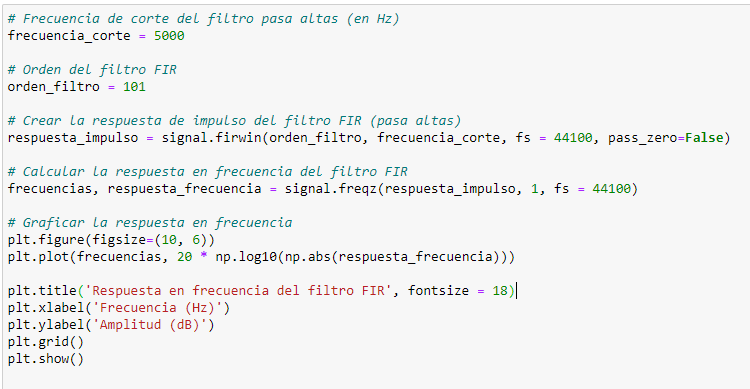 # Frecuencia de corte del filtro pasa altas (en Hz)
frecuencia_corte = 5000
# Orden del filtro FIR
orden_filtro = 101
# Crear la respuesta de impulso del filtro FIR (pasa altas)
respuesta_impulso = signal.firwin(orden_filtro, frecuencia_corte, fs = 44100, pass_zero=False)
# Calcular la respuesta en frecuencia del filtro FIR
frecuencias, respuesta_frecuencia = signal.freqz(respuesta_impulso, 1, fs = 44100)
# Graficar la respuesta en frecuencia
plt.figure(figsize=(10, 6))
plt.plot(frecuencias, 20 * np.log10(np.abs(respuesta_frecuencia)))
plt.title('Respuesta en frecuencia del filtro FIR', fontsize = 18)
plt.xlabel('Frecuencia (Hz)')
plt.ylabel('Amplitud (dB)')
plt.grid()
plt.show()